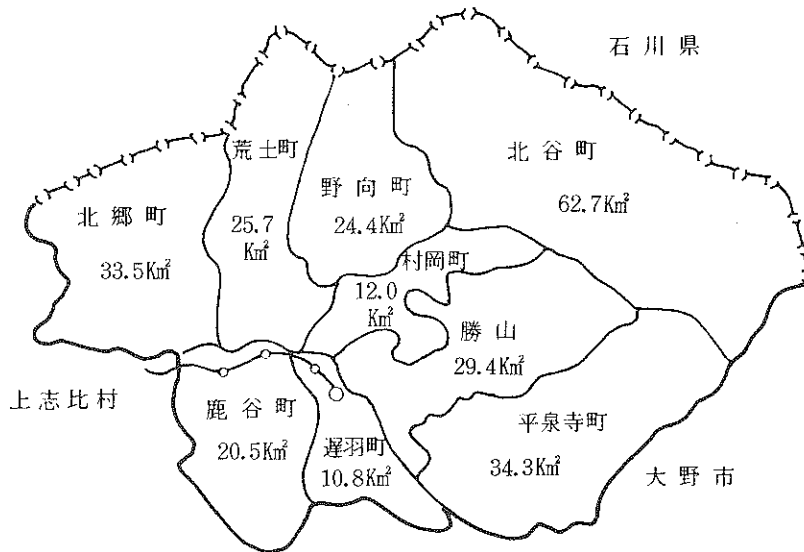 石川県
荒土町
25.7
K㎡
北谷町
62.7K㎡
野向町
24.4K㎡
北郷町
33.5K㎡
村岡町
12.0
K㎡
勝山
29.4K㎡
上志比村
鹿谷町
20.5K㎡
遅羽町
10.8K㎡
平泉寺町
34.3K㎡
大野市